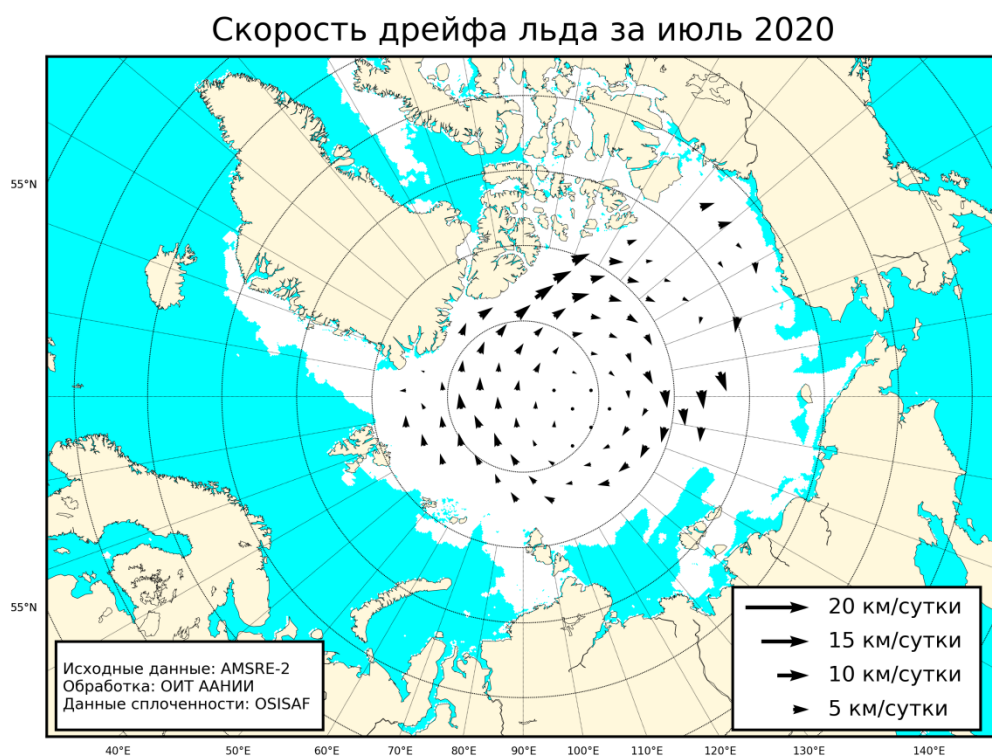 Скорость дрейфа льда за июль 2020
55°N
55°N
20 км/сутки
15 км/сутки
10 км/сутки
5 км/сутки
Исходные данные: AMSRE-2
Обработка: ОИТ ААНИИ
Данные сплоченности: OSISAF
40°E 50°E 60°E 70°E 80°E 90°E 100°E 110°E 120°E 130°E 140°E